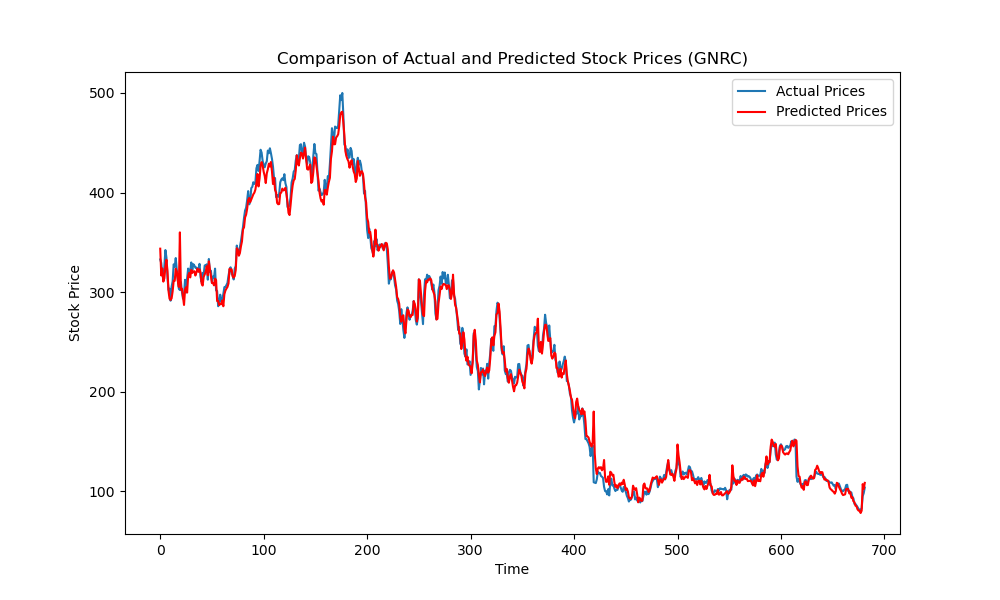 Comparison of Actual and Predicted Stock Prices (GNRC)
Actual Prices
Predicted Prices
Stock Price
500
400
300
200
100
0 100 200 300 400 500 600 700
Time